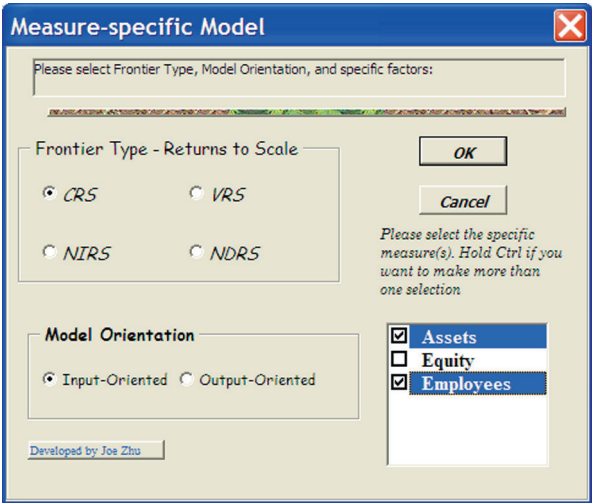 Measure-specific Model
Please select Frontier Type, Model Orientation, and specific factors:
Frontier Type - Returns to Scale
CRS
VRS
NIRS
NDRS
OK
Cancel
Please select the specific
measure(s). Hold Ctrl if you
want to make more than
one selection
Model Orientation
Input-Oriented
Output-Oriented
Assets
Equity
Employees
Developed by Joe Zhu